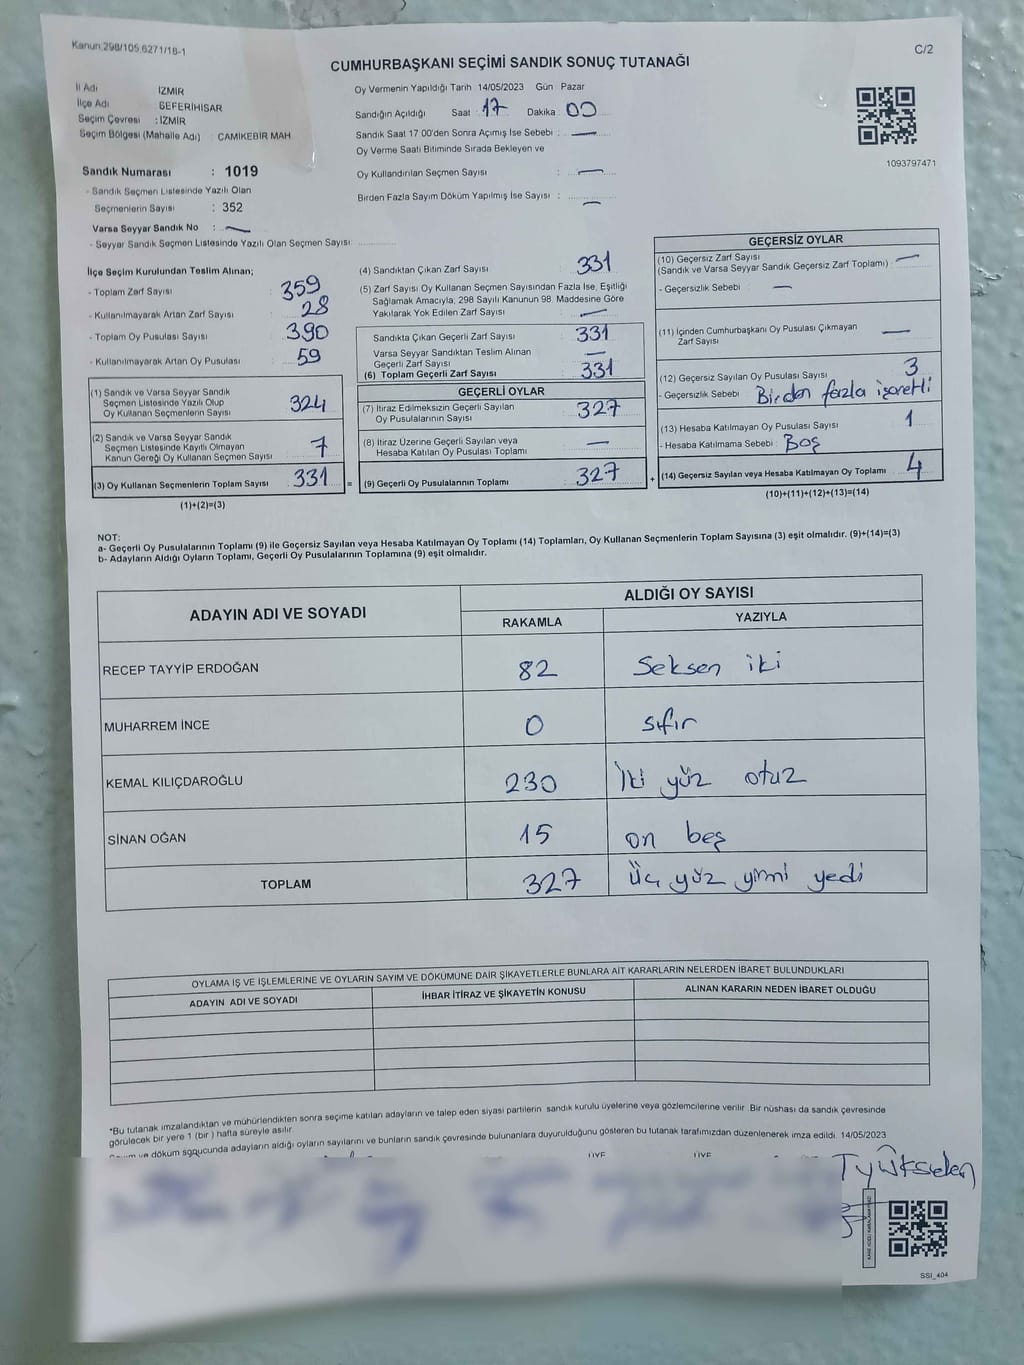 Kanun:298/105,6271/18-1
C/2
CUMHURBAŞKANI SEÇİMİ SANDIK SONUÇ TUTANAĞI
İl Adı İZMİR
İlçe Adı SEFERİHİSAR
Seçim Çevresi : İZMİR
Seçim Bölgesi (Mahalle Adı) : CAMİKEBİR MAH.
Sandık Numarası : 1019
- Sandık Seçmen Listesinde Yazılı Olan
Seçmenlerin Sayısı : 352
Varsa Seyyar Sandık No : —
- Seyyar Sandık Seçmen Listesinde Yazılı Olan Seçmen Sayısı
Oy Vermenin Yapıldığı Tarih 14/05/2023 Gün Pazar
Sandığın Açıldığı Saat 17 Dakika 00
Sandık Saat 17 00'den Sonra Açımış İse Sebebi : —
Oy Verme Saati Bitiminde Sırada Bekleyen ve
Oy Kullandırılan Seçmen Sayısı : —
Birden Fazla Sayım Döküm Yapılmış İse Sayısı : —
1093797471
İlçe Seçim Kurulundan Teslim Alınan;
- Toplam Zarf Sayısı 359
- Kullanılmayarak Artan Zarf Sayısı 28
- Toplam Oy Pusulası Sayısı 390
- Kullanılmayarak Artan Oy Pusulası 59
(1) Sandık ve Varsa Seyyar Sandık
Seçmen Listesinde Yazılı Olup
Oy Kullanan Seçmenlerin Sayısı 324
(2) Sandık ve Varsa Seyyar Sandık
Seçmen Listesinde Kayıtlı Olmayan
Kanun Gereği Oy Kullanan Seçmen Sayısı 7
(3) Oy Kullanan Seçmenlerin Toplam Sayısı 331 =
(1)+(2)=(3)
(4) Sandıktan Çıkan Zarf Sayısı 331
(5) Zarf Sayısı Oy Kullanan Seçmen Sayısından Fazla İse, Eşitliği
Sağlamak Amacıyla, 298 Sayılı Kanunun 98. Maddesine Göre
Yakılarak Yok Edilen Zarf Sayısı —
Sandıkta Çıkan Geçerli Zarf Sayısı 331
Varsa Seyyar Sandıktan Teslim Alınan
Geçerli Zarf Sayısı —
(6) Toplam Geçerli Zarf Sayısı 331
GEÇERLİ OYLAR
(7) İtiraz Edilmeksizin Geçerli Sayılan
Oy Pusulalarının Sayısı 327
(8) İtiraz Üzerine Geçerli Sayılan veya
Hesaba Katılan Oy Pusulası Toplamı —
(9) Geçerli Oy Pusulalarının Toplamı 327 +
GEÇERSİZ OYLAR
(10) Geçersiz Zarf Sayısı
(Sandık ve Varsa Seyyar Sandık Geçersiz Zarf Toplamı) : —
- Geçersizlik Sebebi : —
(11) İçinden Cumhurbaşkanı Oy Pusulası Çıkmayan
Zarf Sayısı —
(12) Geçersiz Sayılan Oy Pusulası Sayısı 3
- Geçersizlik Sebebi Birden fazla işaretli
(13) Hesaba Katılmayan Oy Pusulası Sayısı 1
- Hesaba Katılmama Sebebi : Boş
(14) Geçersiz Sayılan veya Hesaba Katılmayan Oy Toplamı 4
(10)+(11)+(12)+(13)=(14)
NOT:
a- Geçerli Oy Pusulalarının Toplamı (9) ile Geçersiz Sayılan veya Hesaba Katılmayan Oy Toplamı (14) Toplamları, Oy Kullanan Seçmenlerin Toplam Sayısına (3) eşit olmalıdır. (9)+(14)=(3)
b- Adayların Aldığı Oyların Toplamı, Geçerli Oy Pusulalarının Toplamına (9) eşit olmalıdır.
ADAYIN ADI VE SOYADI
ALDIĞI OY SAYISI
RAKAMLA YAZIYLA
RECEP TAYYİP ERDOĞAN 82 Seksen iki
MUHARREM İNCE 0 sıfır
KEMAL KILIÇDAROĞLU 230 İki yüz otuz
SİNAN OĞAN 15 on beş
TOPLAM 327 Üç yüz yirmi yedi
OYLAMA İŞ VE İŞLEMLERİNE VE OYLARIN SAYIM VE DÖKÜMÜNE DAİR ŞİKAYETLERLE BUNLARA AİT KARARLARIN NELERDEN İBARET BULUNDUKLARI
ADAYIN ADI VE SOYADI İHBAR İTİRAZ VE ŞİKAYETİN KONUSU ALINAN KARARIN NEDEN İBARET OLDUĞU
*Bu tutanak imzalandıktan ve mühürlendikten sonra seçime katılan adayların ve talep eden siyasi partilerin sandık kurulu üyelerine veya gözlemcilerine verilir .Bir nüshası da sandık çevresinde
görülecek bir yere 1 (bir ) hafta süreyle asılır.
ve döküm sonucunda adayların aldığı oyların sayılarını ve bunların sandık çevresinde bulunanlara duyurulduğunu gösteren bu tutanak tarafımızdan düzenlenerek imza edildi. 14/05/2023
ÜYE ÜYE
T yükselen
SSİ_404